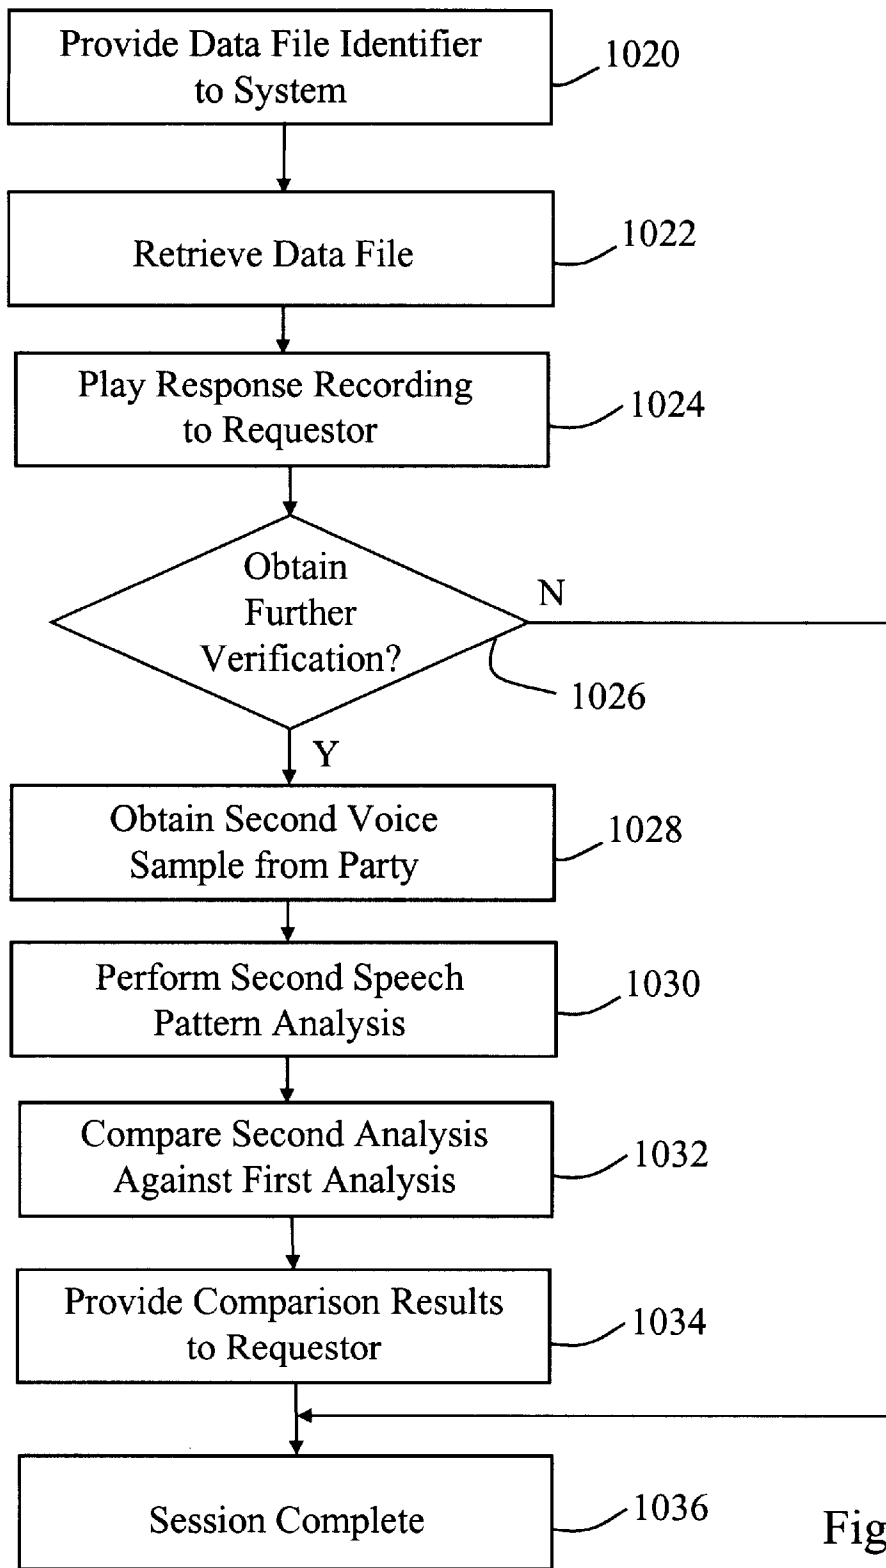 Provide Data File Identifier
to System
1020
Retrieve Data File
1022
Play Response Recording
to Requestor
1024
Obtain
Further
Verification?
N
1026
Y
Obtain Second Voice
Sample from Party
1028
Perform Second Speech
Pattern Analysis
1030
Compare Second Analysis
Against First Analysis
1032
Provide Comparison Results
to Requestor
1034
Session Complete
1036
Fig